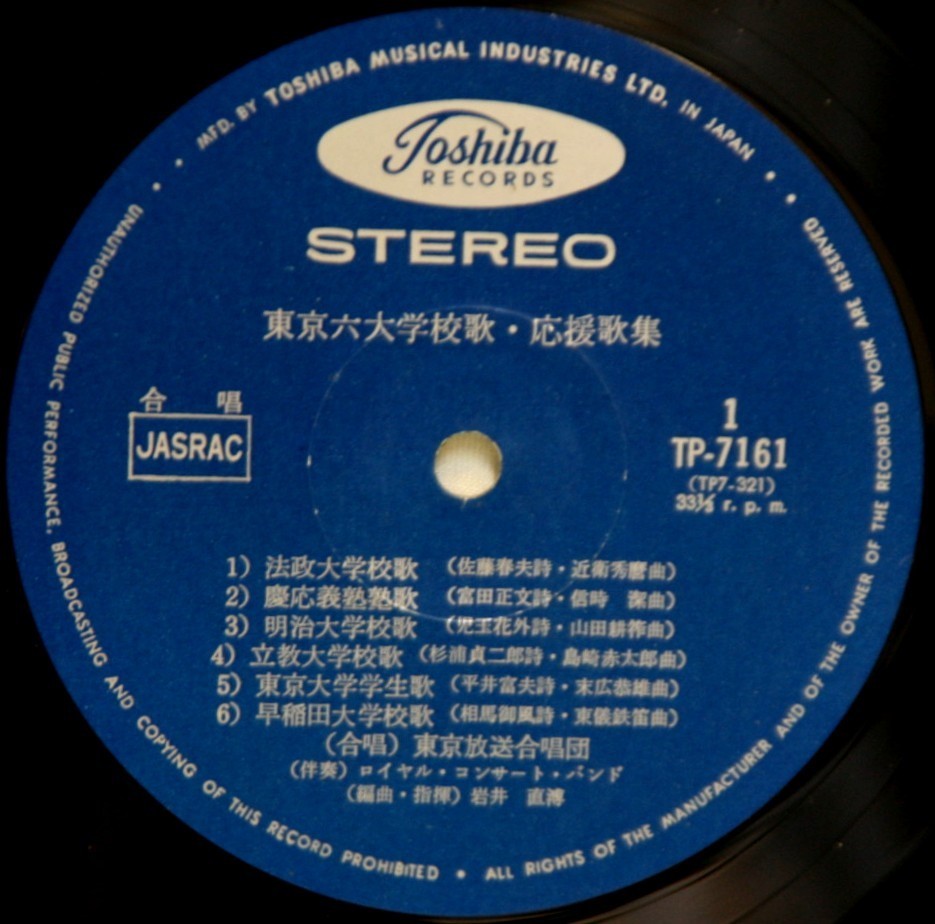 MFD. BY TOSHIBA MUSICAL INDUSTRIES LTD. IN JAPAN
Toshiba
RECORDS
STEREO
東京六大学校歌・応援歌集
合 唱
JASRAC
1
TP-7161
(TP7-321)
33⅓ r. p. m.
1) 法政大学校歌 (佐藤春夫詩・近衛秀麿曲)
2) 慶応義塾塾歌 (富田正文詩・信時 潔曲)
3) 明治大学校歌 (児玉花外詩・山田耕筰曲)
4) 立教大学校歌 (杉浦貞二郎詩・島崎赤太郎曲)
5) 東京大学学生歌 (平井富夫詩・末広恭雄曲)
6) 早稲田大学校歌 (相馬御風詩・東儀鉄笛曲)
(合唱) 東京放送合唱団
(伴奏) ロイヤル・コンサート・バンド
(編曲・指揮) 岩井 直溥
UNAUTHORIZED PUBLIC PERFORMANCE, BROADCASTING AND COPYING OF THIS RECORD PROHIBITED • ALL RIGHTS OF THE MANUFACTURER AND OF THE OWNER OF THE RECORDED WORK ARE RESERVED